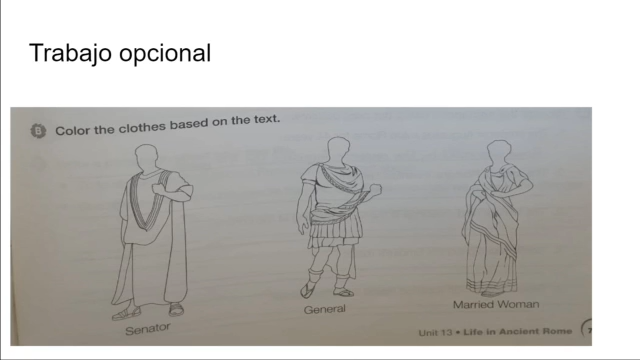 Trabajo opcional
B Color the clothes based on the text.
Senator
General
Married Woman
Unit 13 • Life in Ancient Rome